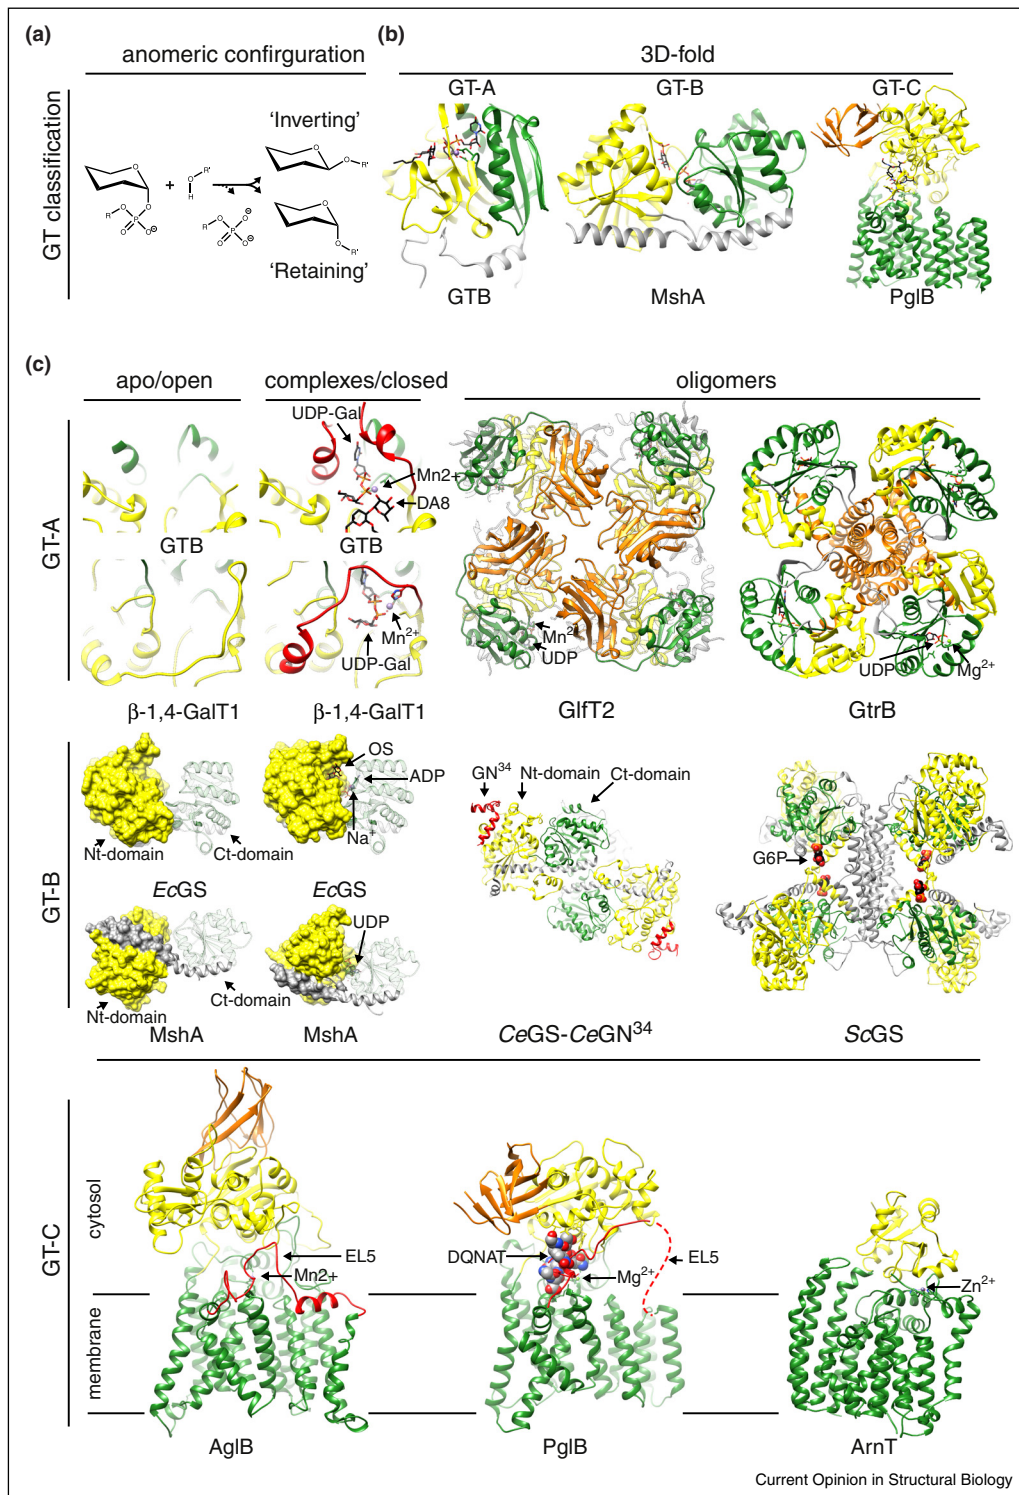 (a)
anomeric confirguration
GT classification
'Inverting'
O
O
O
R'
+
O
R'
H
R
O
O
P
O
O
⊖
R
O
O
P
O
O
⊖
⊖
O
O
R'
'Retaining'
(b)
3D-fold
GT-A
GT-B
GT-C
GTB
MshA
PglB
(c)
apo/open
complexes/closed
oligomers
GT-A
UDP-Gal
Mn2+
DA8
GTB
GTB
Mn²⁺
UDP-Gal
Mn²
UDP
UDP
Mg²⁺
β-1,4-GalT1
β-1,4-GalT1
GlfT2
GtrB
GT-B
OS
ADP
Na⁺
Nt-domain
Ct-domain
GN³⁴
Nt-domain
Ct-domain
G6P
EcGS
EcGS
UDP
Ct-domain
Nt-domain
MshA
MshA
CeGS-CeGN³⁴
ScGS
GT-C
cytosol
membrane
EL5
Mn2+
DQNAT
Mg²⁺
EL5
Zn²⁺
AglB
PglB
ArnT
Current Opinion in Structural Biology